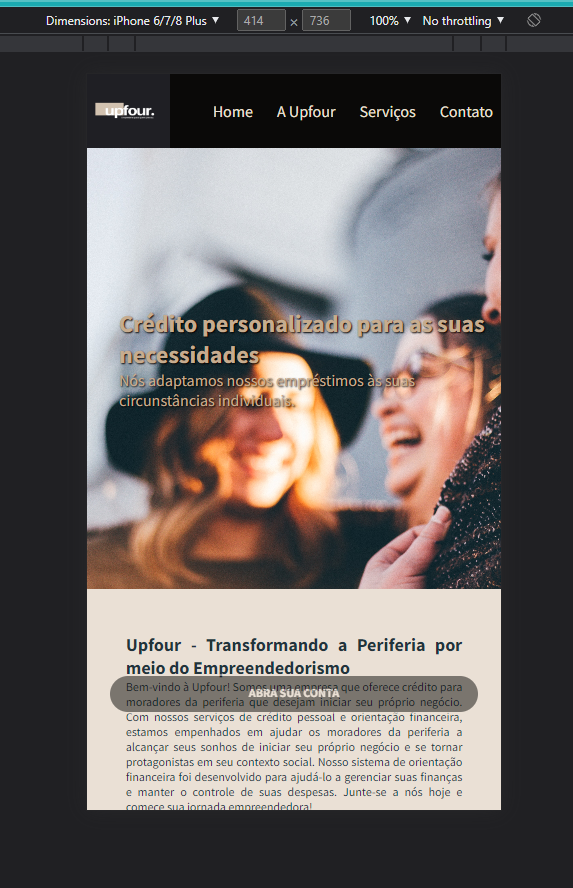 Dimensions: iPhone 6/7/8 Plus ▼ 414 × 736 100% ▼ No throttling ▼
upfour.
Home A Upfour Serviços Contato
Crédito personalizado para as suas
necessidades
Nós adaptamos nossos empréstimos às suas
circunstâncias individuais.
Upfour - Transformando a Periferia por
meio do Empreendedorismo
Bem-vindo à Upfour! Somos uma empresa que oferece crédito para
ABRA SUA CONTA
moradores da periferia que desejam iniciar seu próprio negócio.
Com nossos serviços de crédito pessoal e orientação financeira,
estamos empenhados em ajudar os moradores da periferia a
alcançar seus sonhos de iniciar seu próprio negócio e se tornar
protagonistas em seu contexto social. Nosso sistema de orientação
financeira foi desenvolvido para ajudá-lo a gerenciar suas finanças
e manter o controle de suas despesas. Junte-se a nós hoje e
comece sua jornada empreendedora!